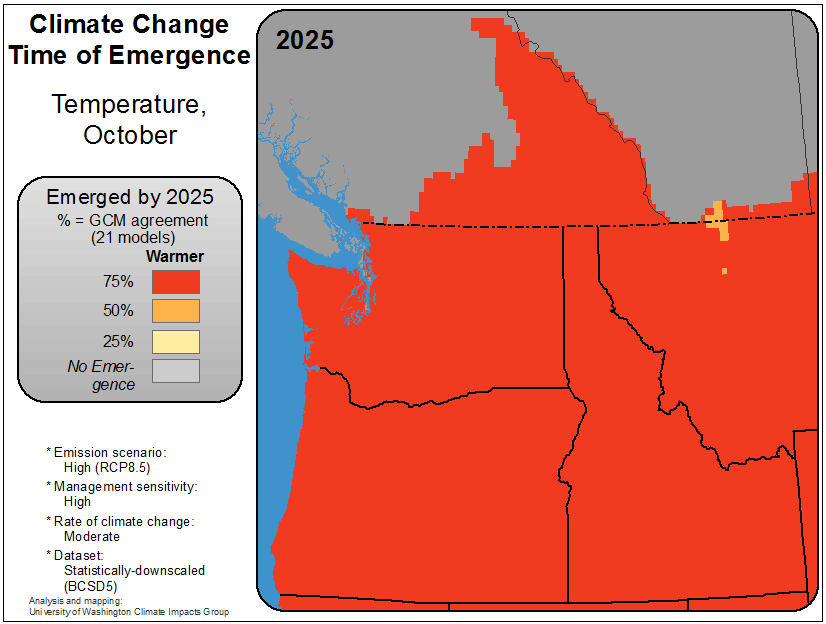 Climate Change
Time of Emergence
Temperature,
October
Emerged by 2025
% = GCM agreement
(21 models)
Warmer
75%
50%
25%
No Emer-
gence
* Emission scenario:
High (RCP8.5)
* Management sensitivity:
High
* Rate of climate change:
Moderate
* Dataset:
Statistically-downscaled
(BCSD5)
Analysis and mapping:
University of Washington Climate Impacts Group
2025